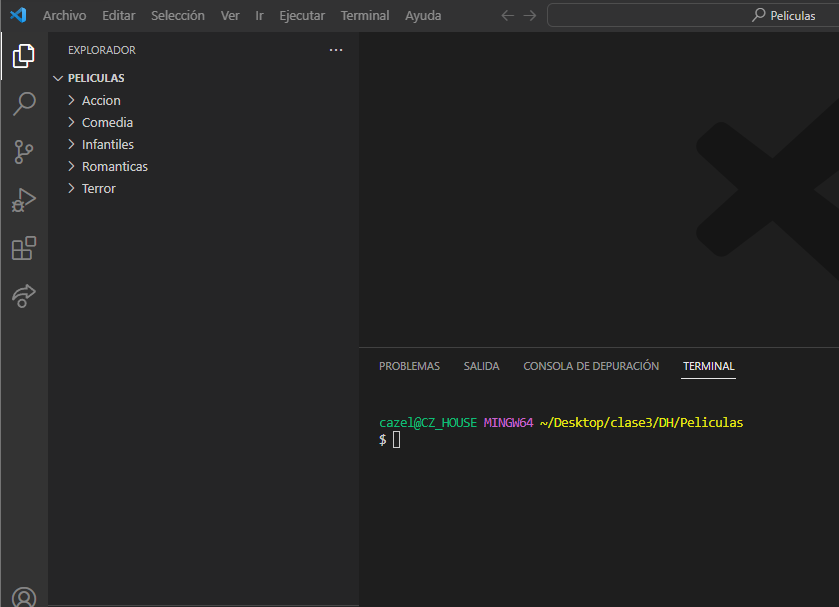 Archivo Editar Selección Ver Ir Ejecutar Terminal Ayuda Peliculas
EXPLORADOR
PELICULAS
Accion
Comedia
Infantiles
Romanticas
Terror
PROBLEMAS SALIDA CONSOLA DE DEPURACIÓN TERMINAL
cazel@CZ_HOUSE MINGW64 ~/Desktop/clase3/DH/Peliculas
$